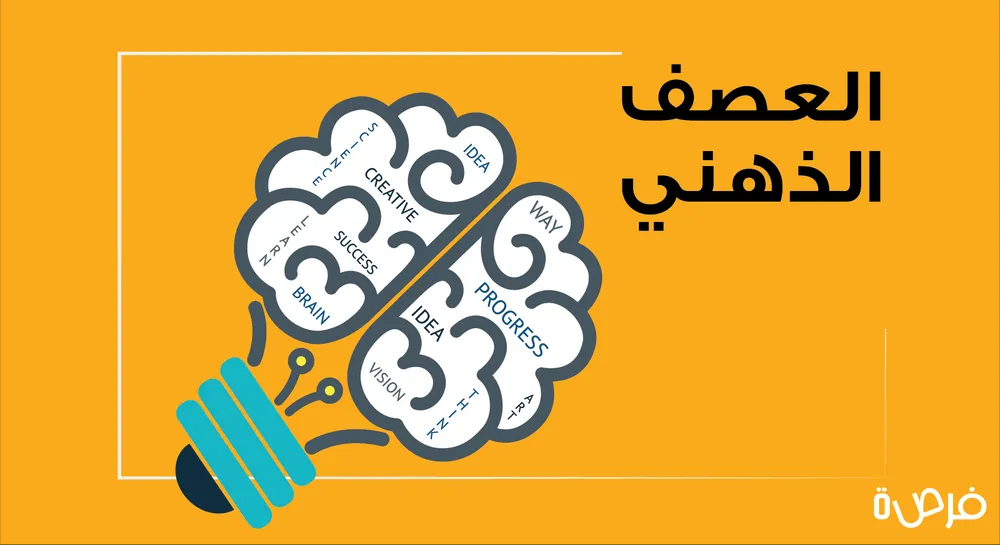 العصف
الذهني
SCIENCE
IDEA
CREATIVE
LEARN
SUCCESS
BRAIN
WAY
PROGRESS
IDEA
VISION
THINK
ART
فرصة